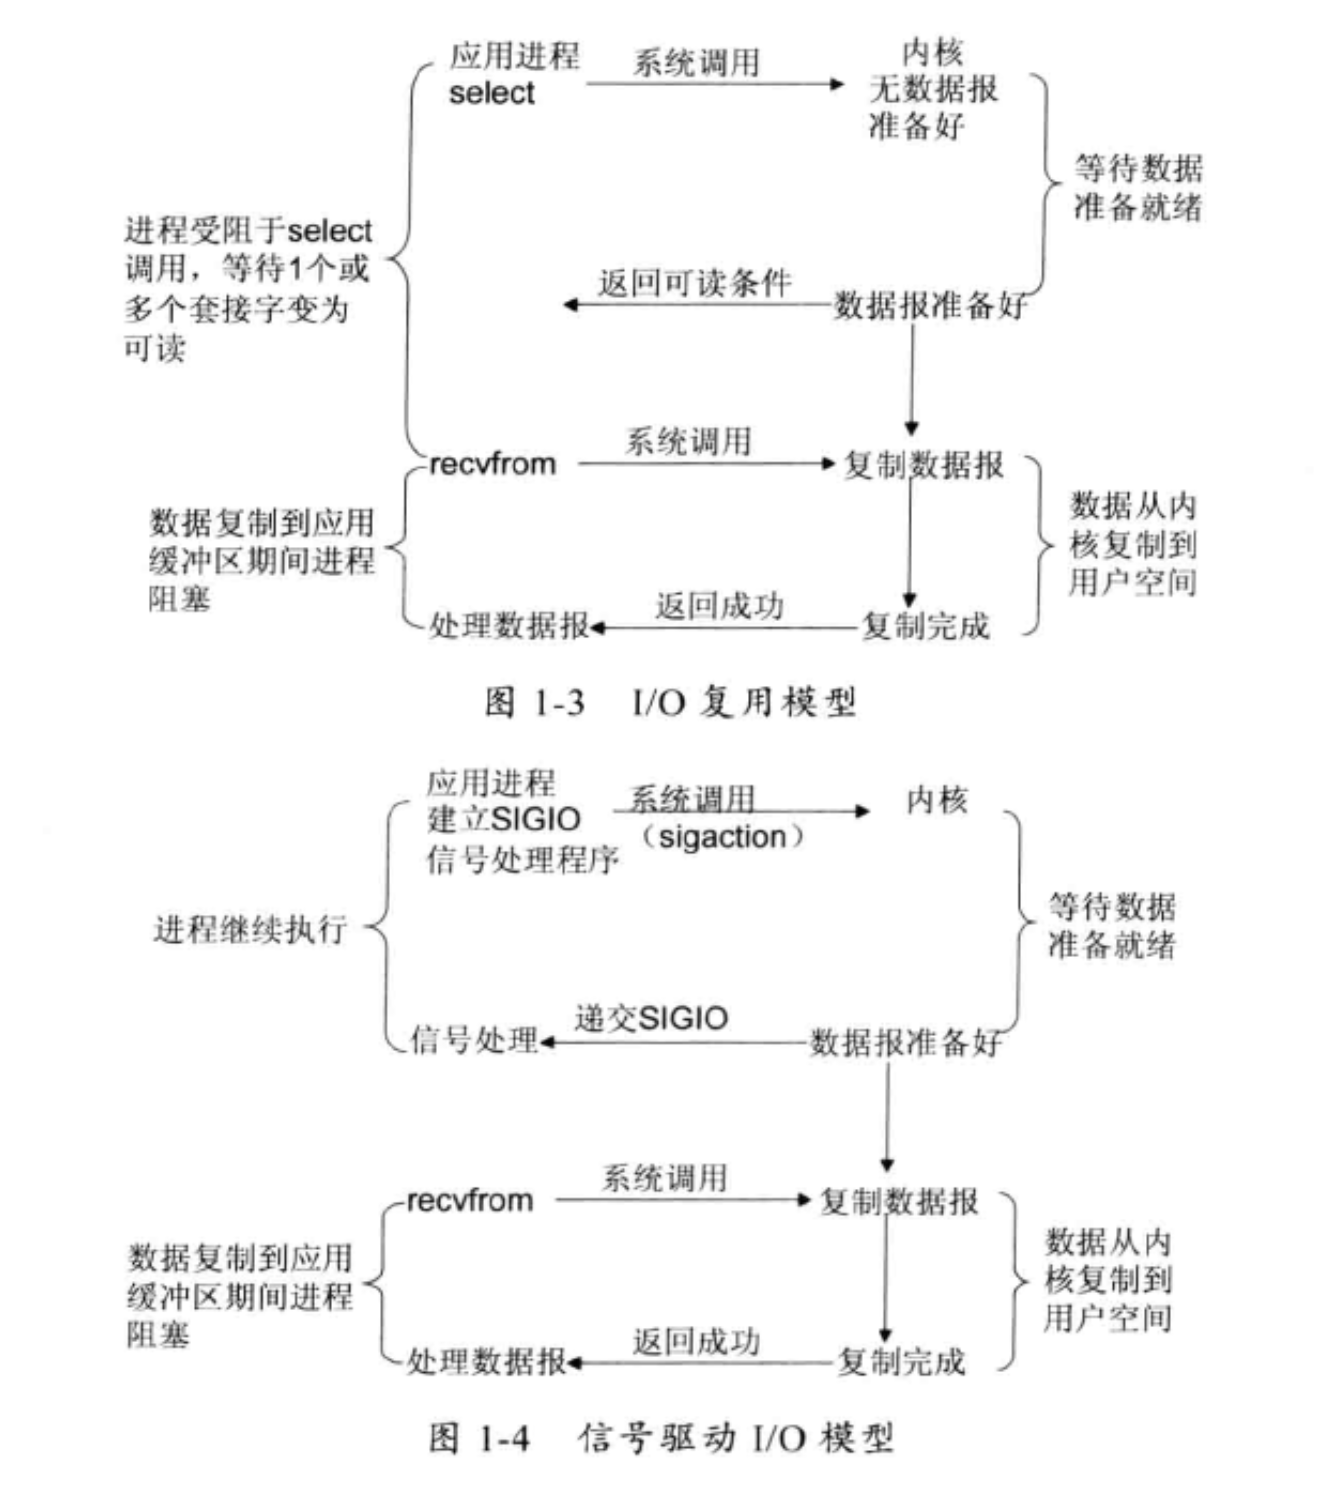 应用进程
系统调用
内核
select
无数据报
准备好
等待数据
准备就绪
进程受阻于select
调用，等待1个或
多个套接字变为
可读
返回可读条件
数据报准备好
recvfrom
系统调用
复制数据报
数据复制到应用
缓冲区期间进程
阻塞
数据从内
核复制到
用户空间
处理数据报
返回成功
复制完成
图 1-3 I/O 复用模型
应用进程
建立SIGIO
信号处理程序
系统调用
（sigaction）
内核
等待数据
准备就绪
进程继续执行
信号处理
递交SIGIO
数据报准备好
recvfrom
系统调用
复制数据报
数据复制到应用
缓冲区期间进程
阻塞
数据从内
核复制到
用户空间
处理数据报
返回成功
复制完成
图 1-4 信号驱动 I/O 模型